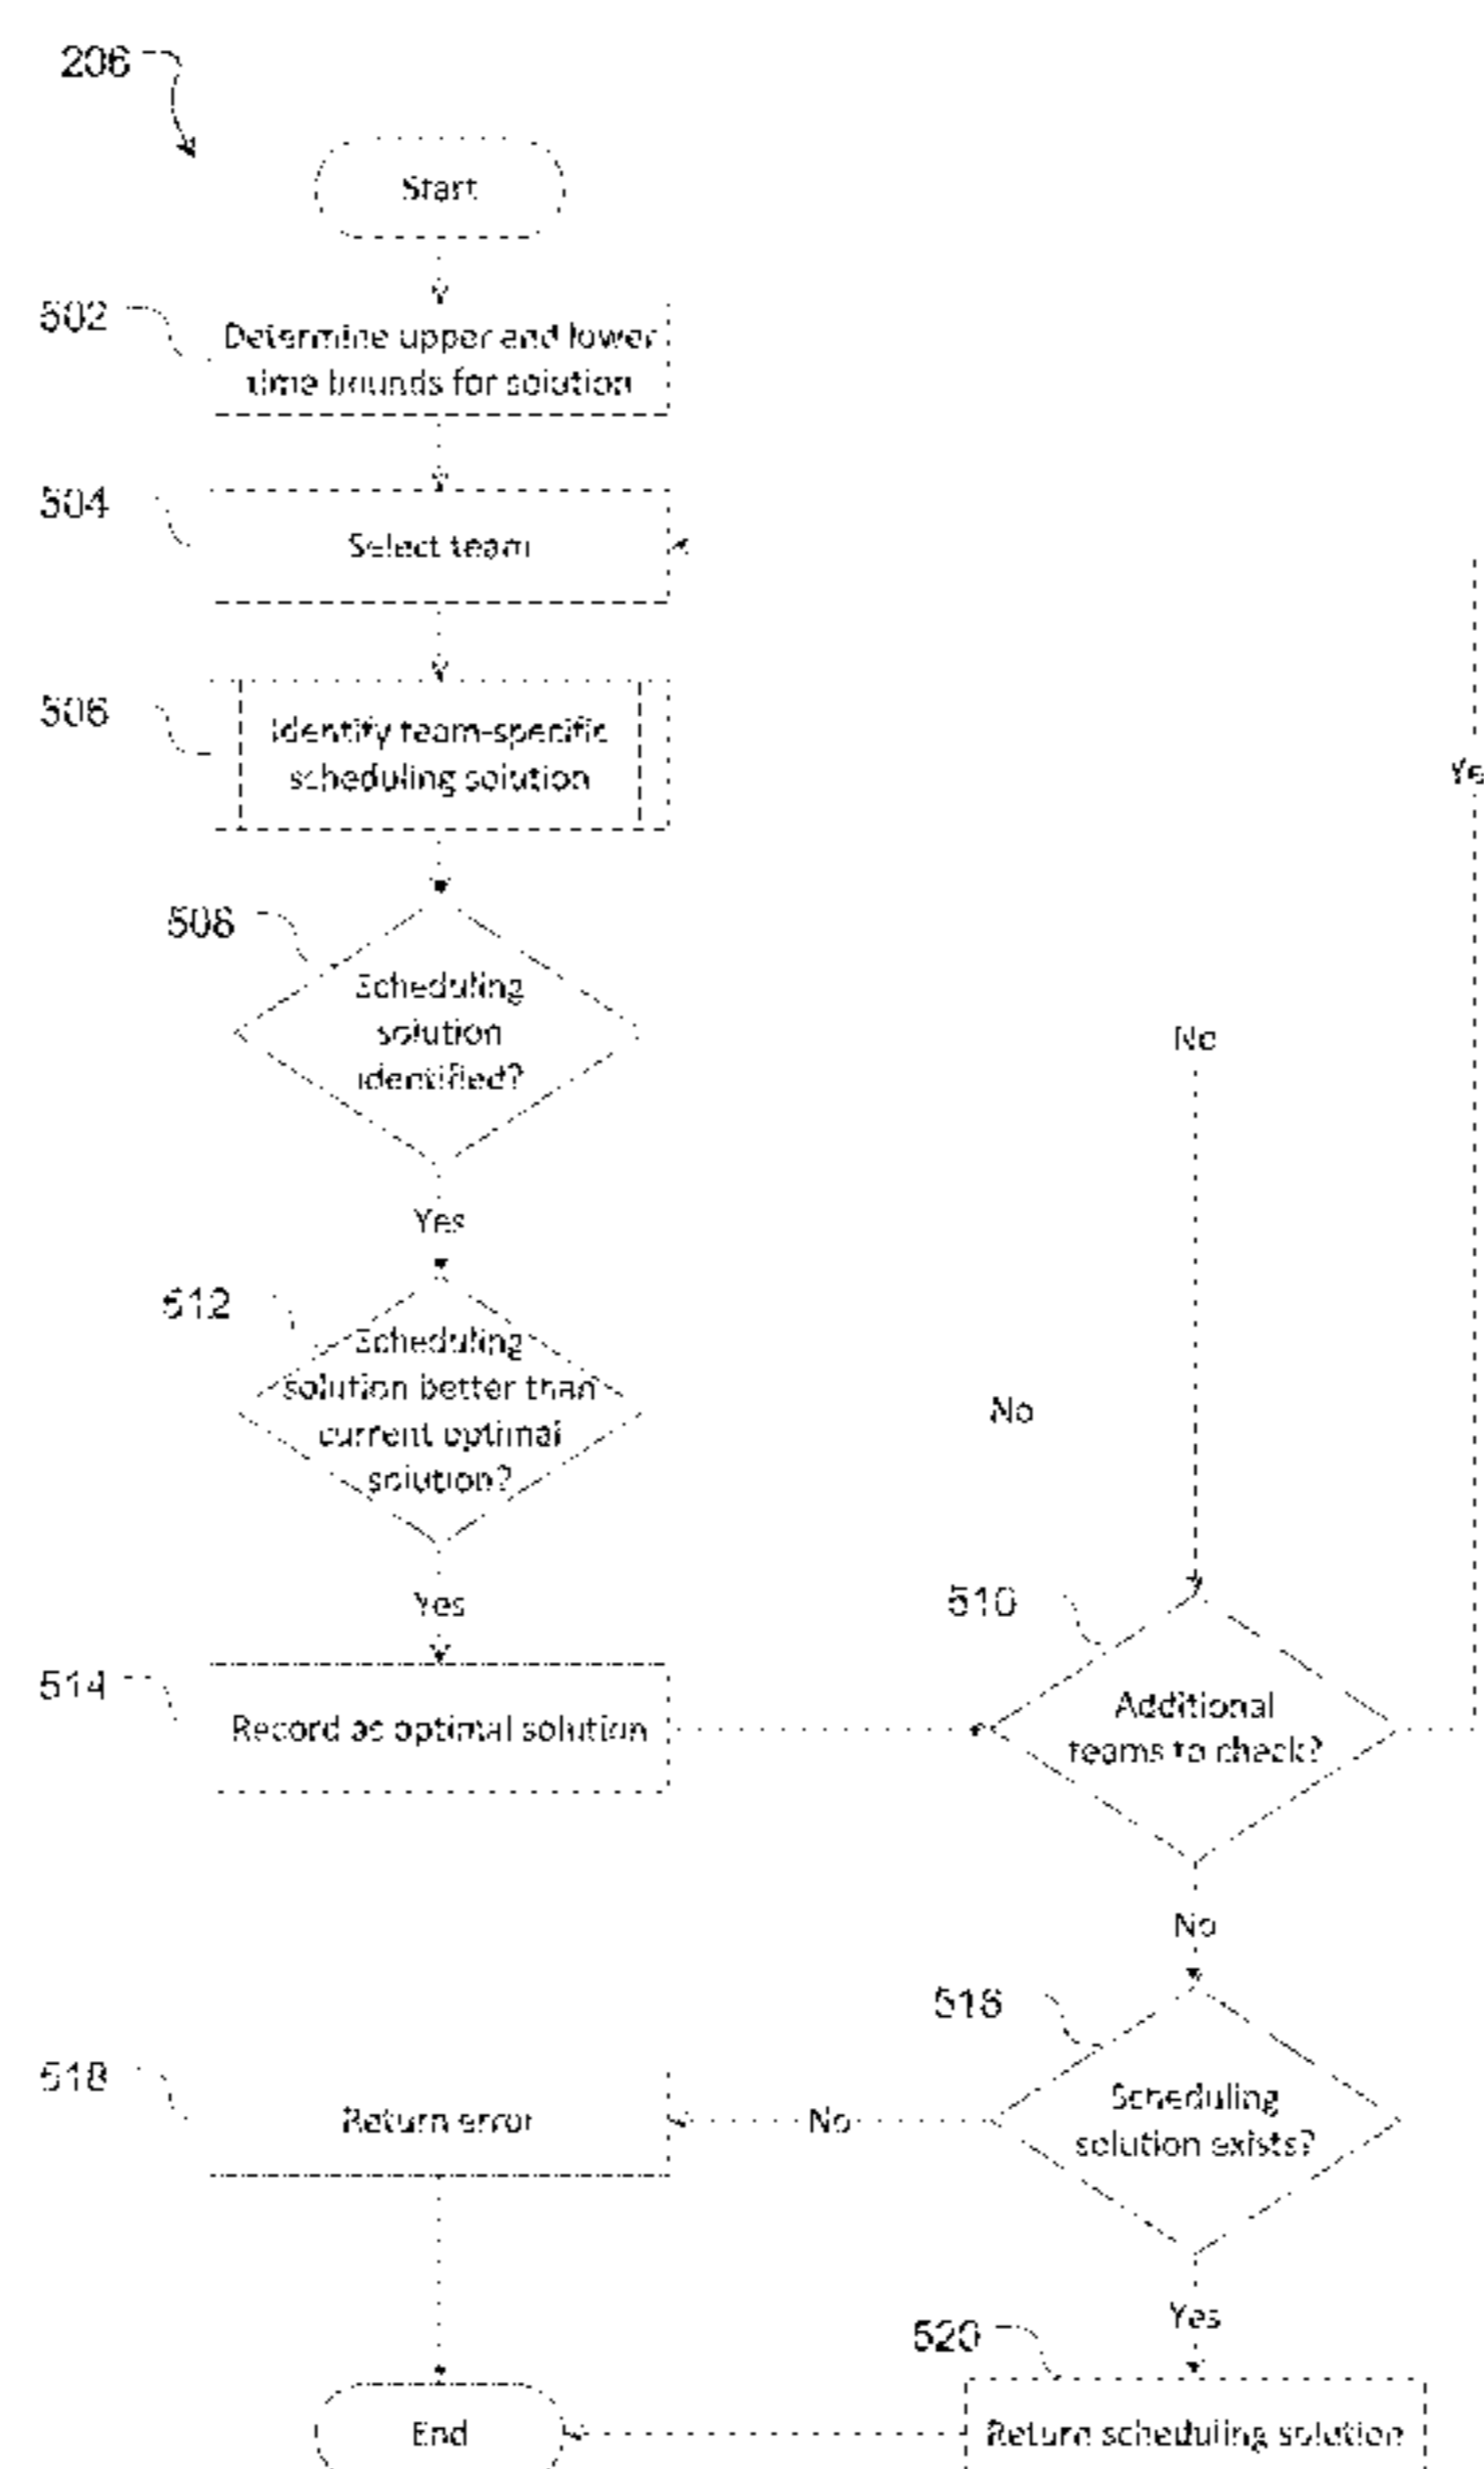 206
Start
502
Determine upper and lower
time bounds for solution
504
Select team
506
Identify team-specific
scheduling solution
508
Scheduling
solution
identified?
No
Yes
Yes
512
Scheduling
solution better than
current optimal
solution?
No
Yes
510
Additional
teams to check?
514
Record as optimal solution
No
516
Scheduling
solution exists?
No
518
Return error
Yes
520
Return scheduling solution
End